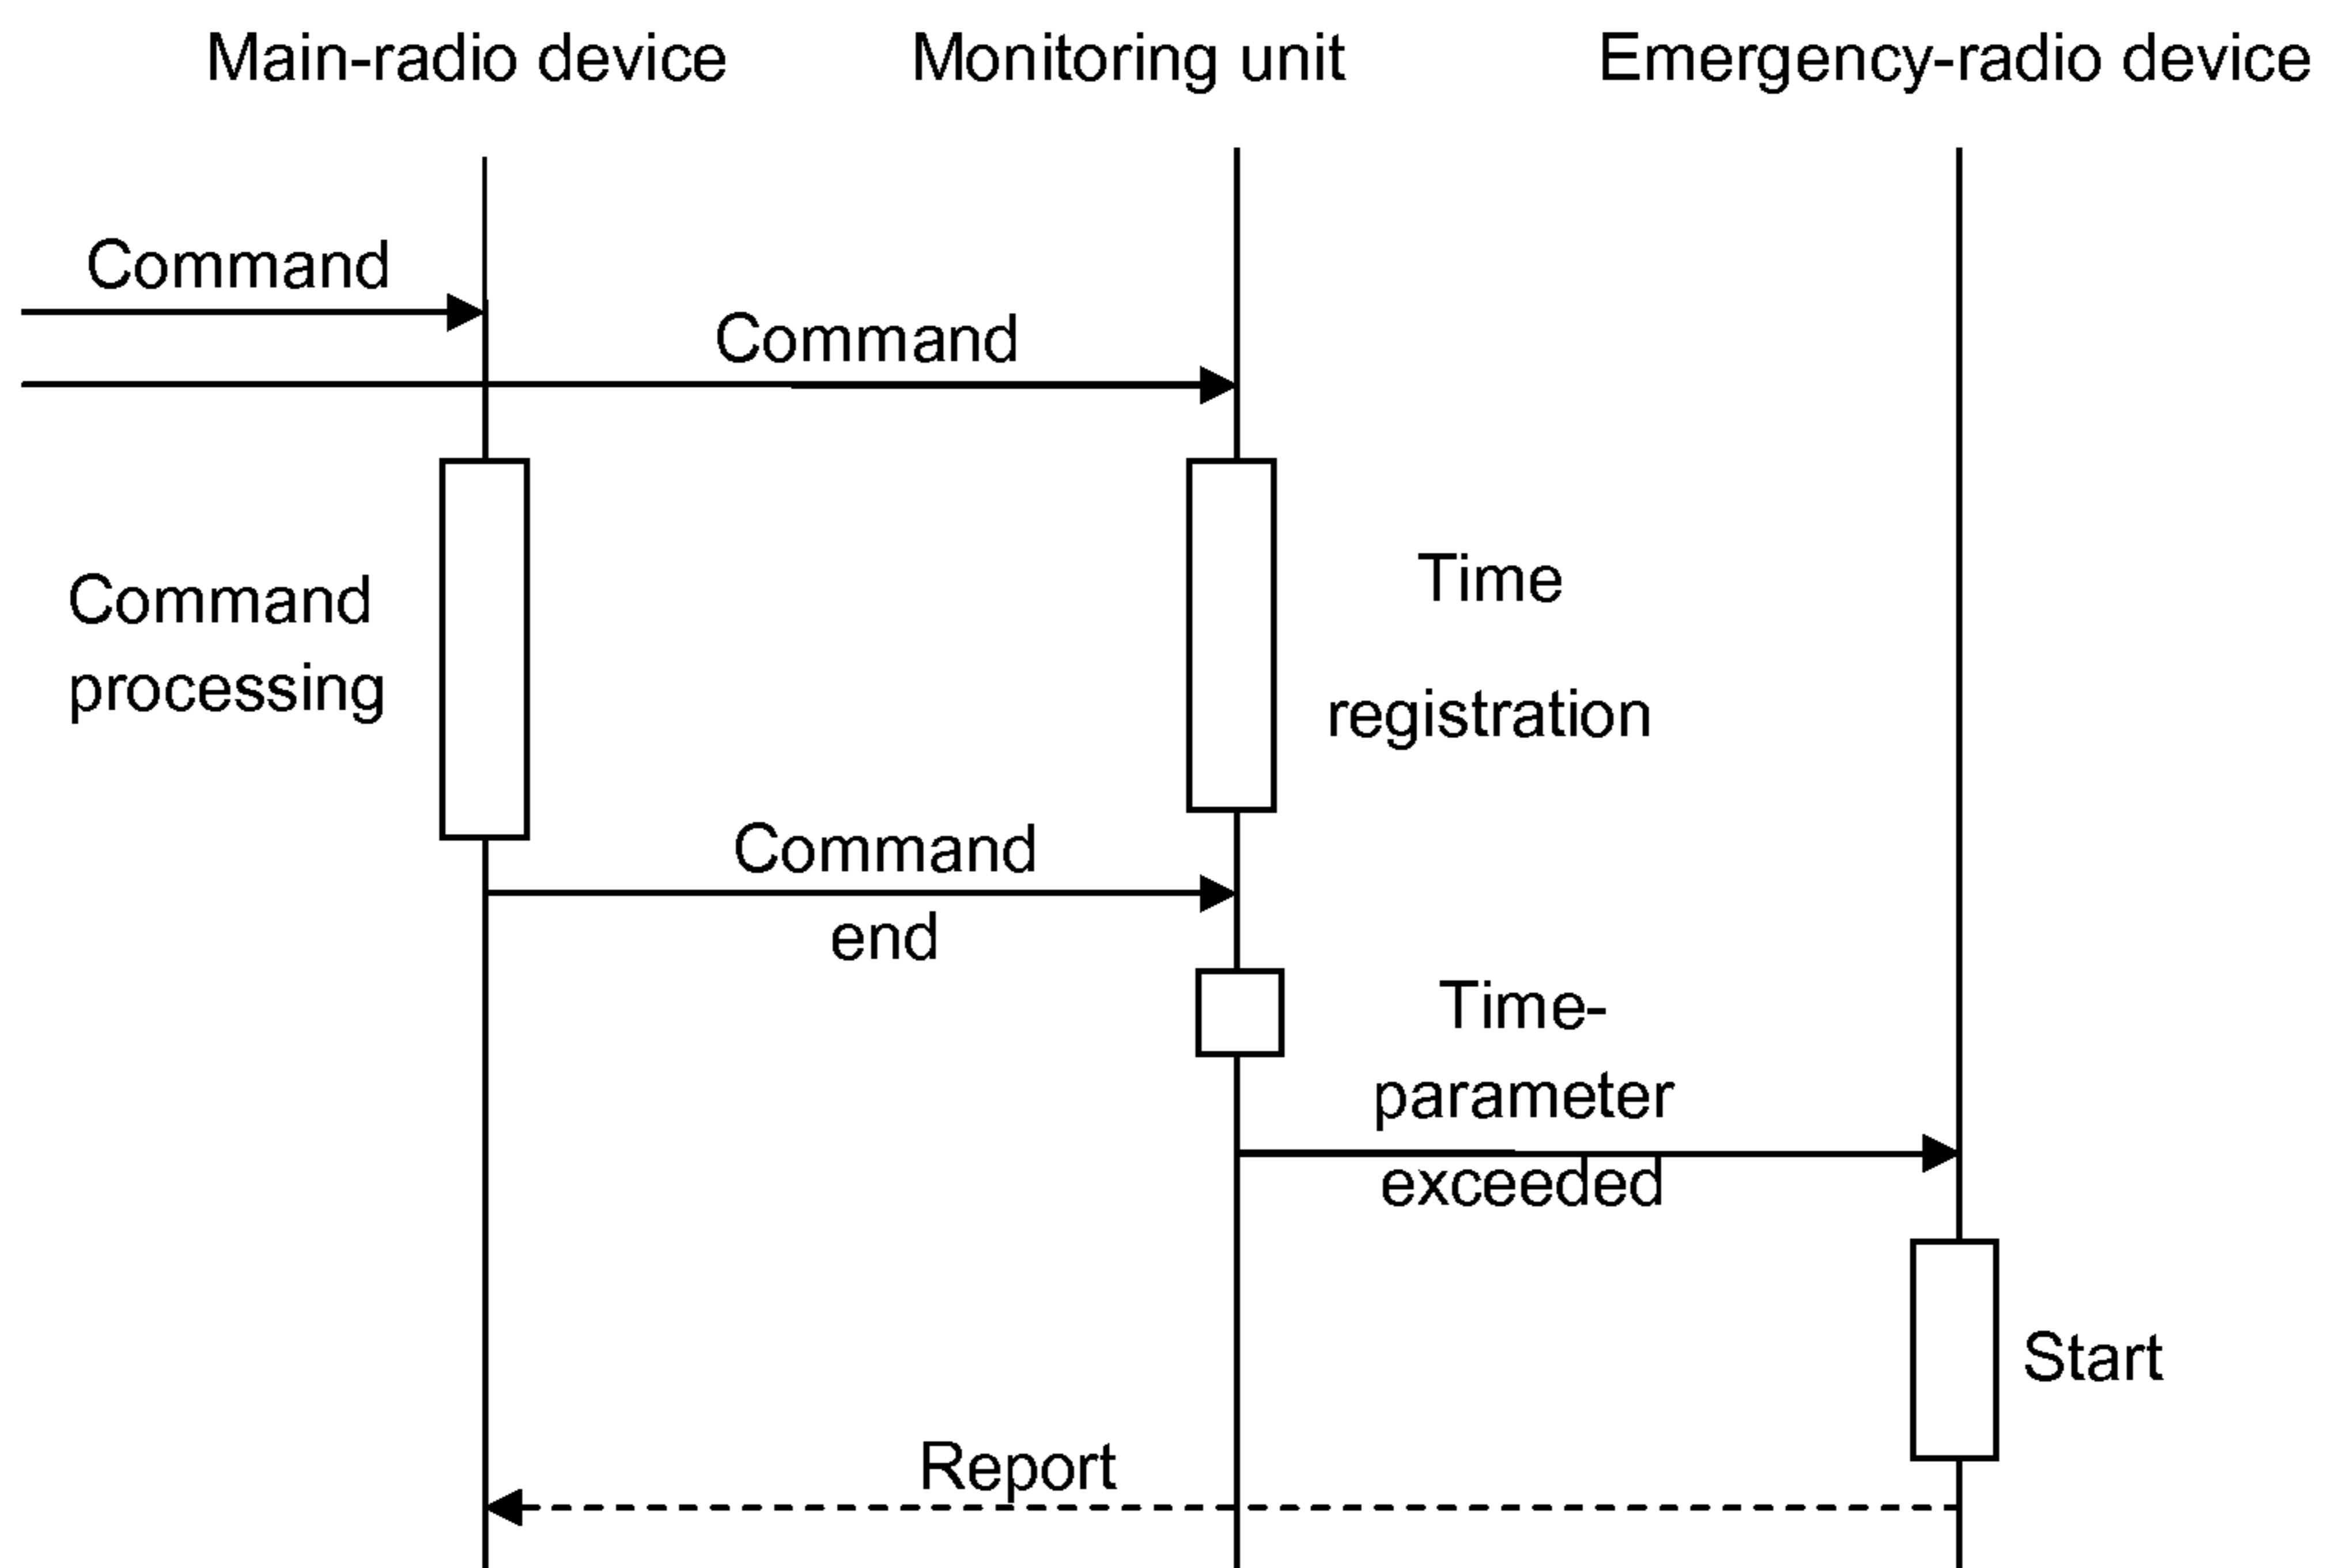 Main-radio device
Monitoring unit
Emergency-radio device
Command
Command
Command
processing
Time
registration
Command
end
Time-
parameter
exceeded
Start
Report